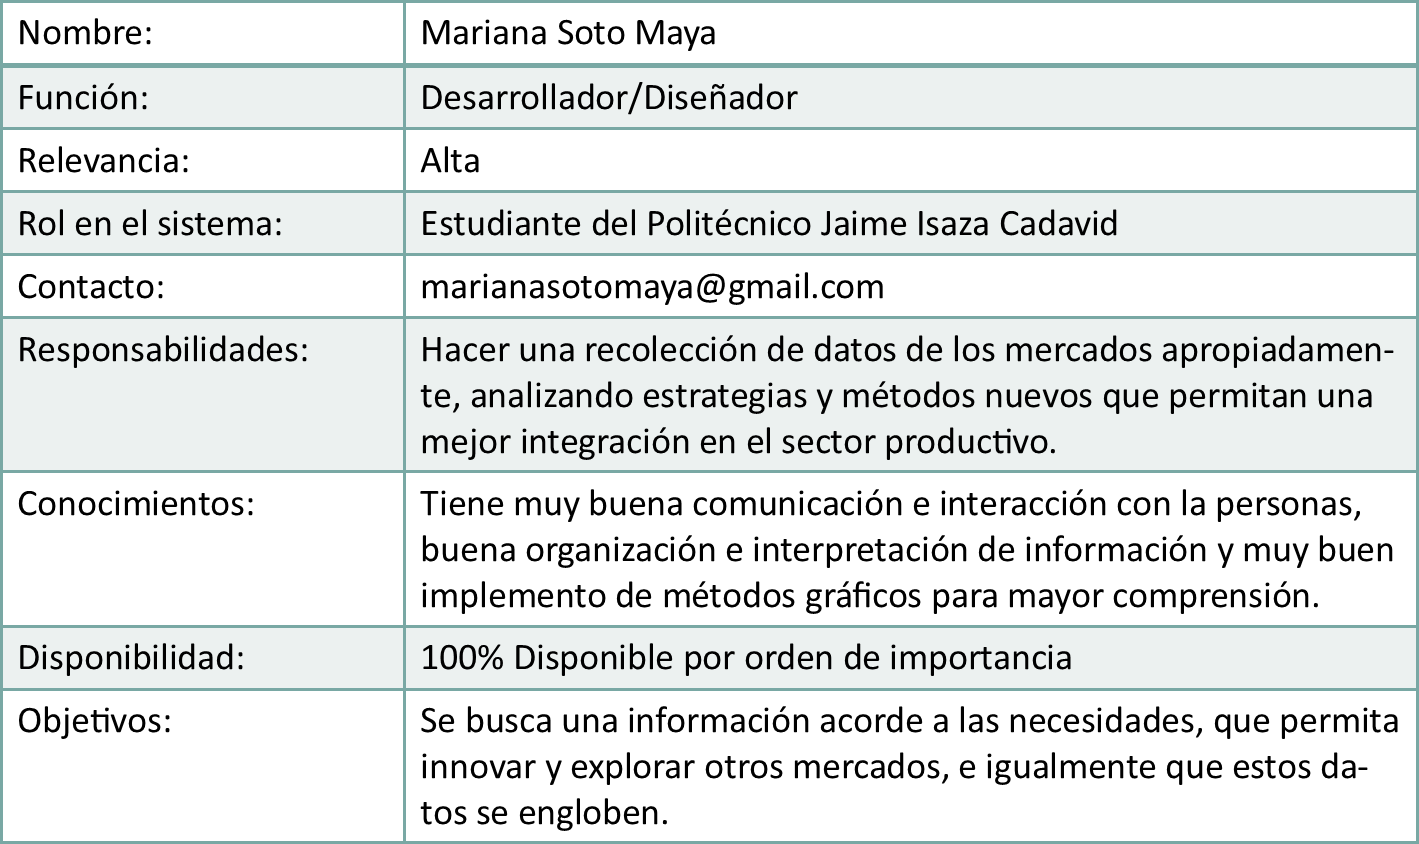 Nombre: Mariana Soto Maya
Función: Desarrollador/Diseñador
Relevancia: Alta
Rol en el sistema: Estudiante del Politécnico Jaime Isaza Cadavid
Contacto: marianasotomaya@gmail.com
Responsabilidades: Hacer una recolección de datos de los mercados apropiadamen-
te, analizando estrategias y métodos nuevos que permitan una
mejor integración en el sector productivo.
Conocimientos: Tiene muy buena comunicación e interacción con la personas,
buena organización e interpretación de información y muy buen
implemento de métodos gráficos para mayor comprensión.
Disponibilidad: 100% Disponible por orden de importancia
Objetivos: Se busca una información acorde a las necesidades, que permita
innovar y explorar otros mercados, e igualmente que estos da-
tos se engloben.